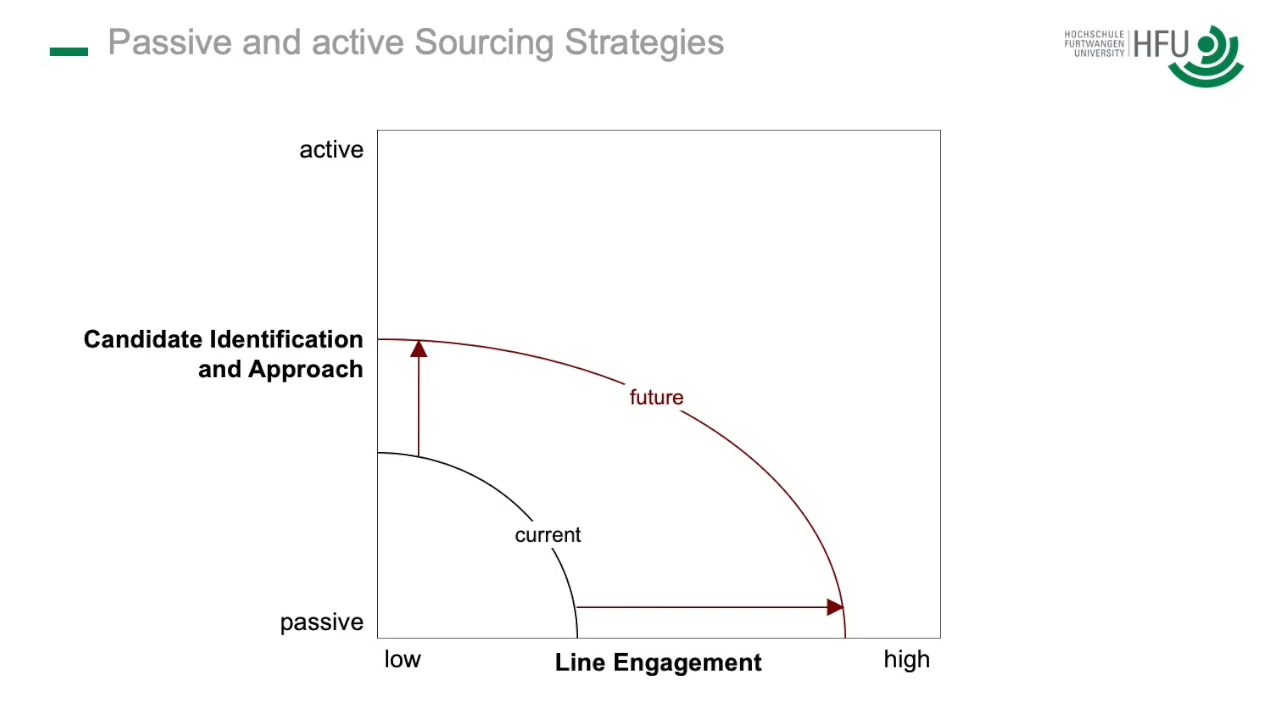 Passive and active Sourcing Strategies
HOCHSCHULE
FURTWANGEN
UNIVERSITY
HFU
active
Candidate Identification
and Approach
future
current
passive
low
Line Engagement
high